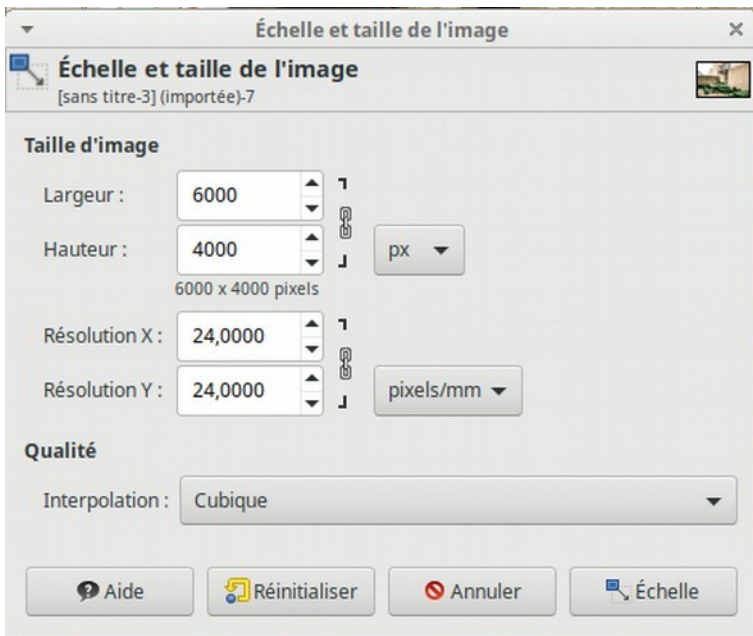 Échelle et taille de l'image
Échelle et taille de l'image
[sans titre-3] (importée)-7
Taille d'image
Largeur : 6000
Hauteur : 4000 px
6000 x 4000 pixels
Résolution X : 24,0000
Résolution Y : 24,0000 pixels/mm
Qualité
Interpolation : Cubique
Aide Réinitialiser Annuler Échelle